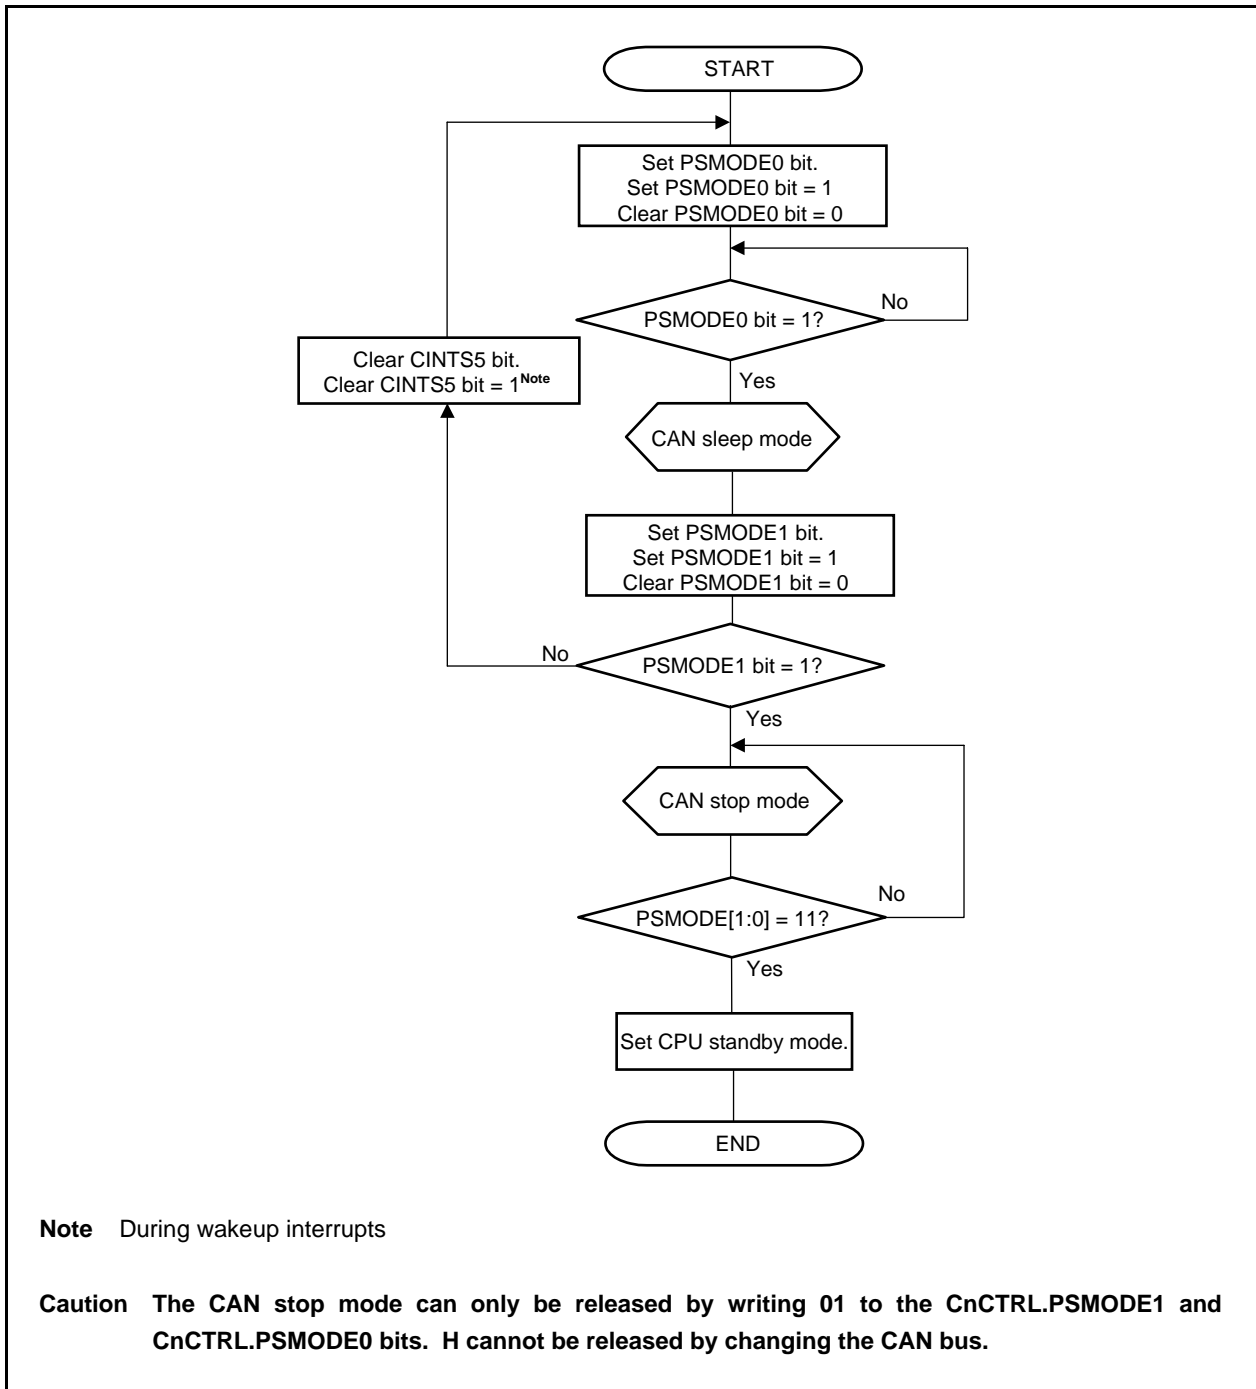 START
Set PSMODE0 bit.
Set PSMODE0 bit = 1
Clear PSMODE0 bit = 0
PSMODE0 bit = 1?
No
Clear CINTS5 bit.
Clear CINTS5 bit = 1Note
Yes
CAN sleep mode
Set PSMODE1 bit.
Set PSMODE1 bit = 1
Clear PSMODE1 bit = 0
No
PSMODE1 bit = 1?
Yes
CAN stop mode
No
PSMODE[1:0] = 11?
Yes
Set CPU standby mode.
END
Note During wakeup interrupts
Caution The CAN stop mode can only be released by writing 01 to the CnCTRL.PSMODE1 and
CnCTRL.PSMODE0 bits. H cannot be released by changing the CAN bus.